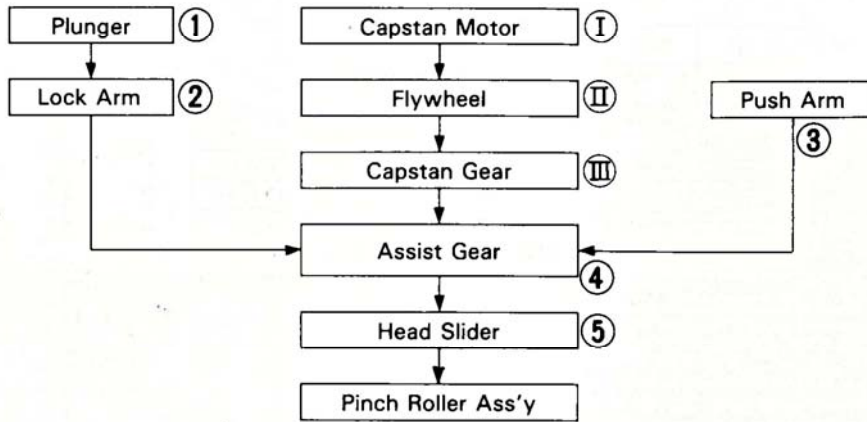 Plunger ①
Capstan Motor Ⓘ
Lock Arm ②
Flywheel Ⅱ
Push Arm
③
Capstan Gear Ⅲ
Assist Gear
④
Head Slider ⑤
Pinch Roller Ass'y